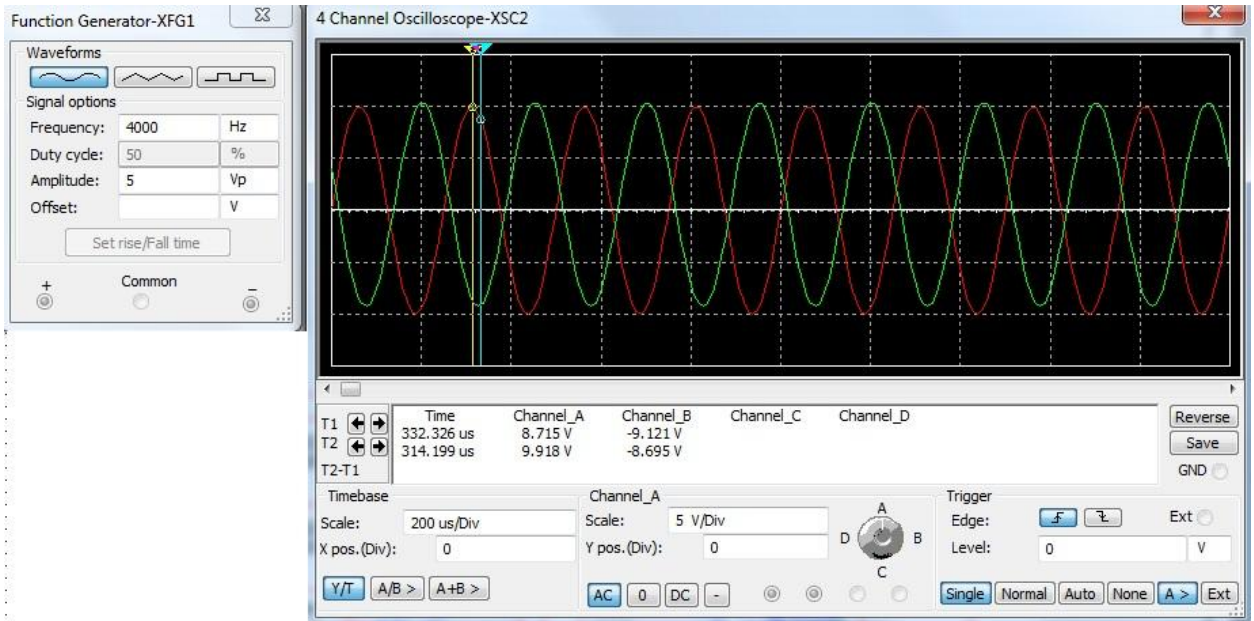 Function Generator-XFG1
Waveforms
Signal options
Frequency: 4000 Hz
Duty cycle: 50 %
Amplitude: 5 Vp
Offset: V
Set rise/Fall time
+ Common −
4 Channel Oscilloscope-XSC2
Time Channel_A Channel_B Channel_C Channel_D
T1 332.326 us 8.715 V -9.121 V
T2 314.199 us 9.918 V -8.695 V
T2-T1
Reverse
Save
GND
Timebase
Scale: 200 us/Div
X pos.(Div): 0
Y/T A/B > A+B >
Channel_A
Scale: 5 V/Div
Y pos.(Div): 0
AC 0 DC -
A
D B
C
Trigger
Edge: Ext
Level: 0 V
Single Normal Auto None A > Ext